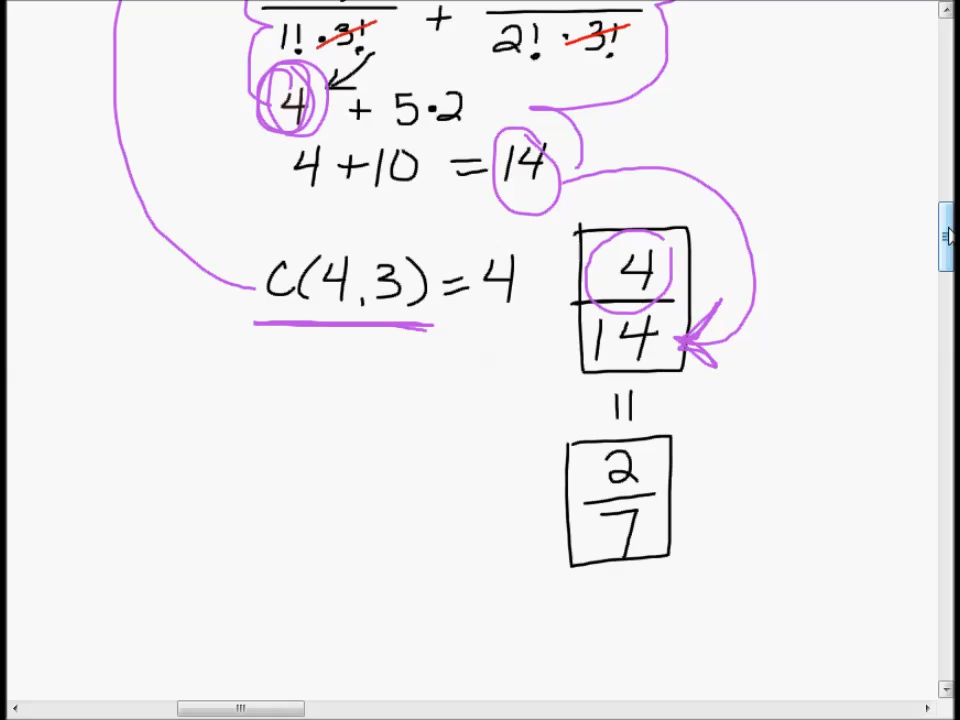 1! · 3! + 2! · 3!
4 + 5·2
4 + 10 = 14
C(4,3) = 4
4
14
=
2
7